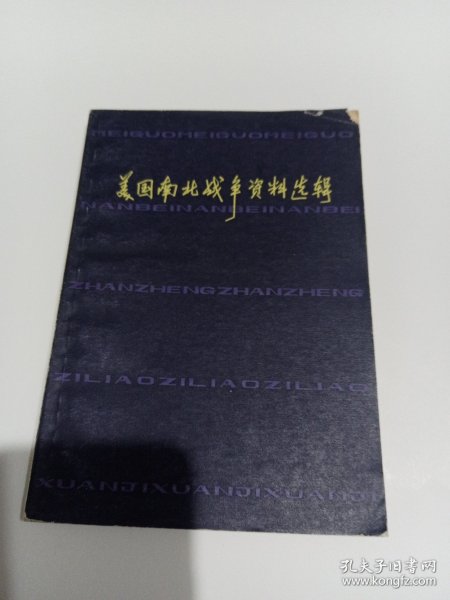 MEIGUOMEIGUOMEIGUO
美国南北战争资料选辑
NANBEINANBEINANBEI
ZHANZHENGZHANZHENG
ZILIAOZILIAOZILIAO
XUANJIXUANJIXUANJI
孔夫子旧书网
www.kongfz.com